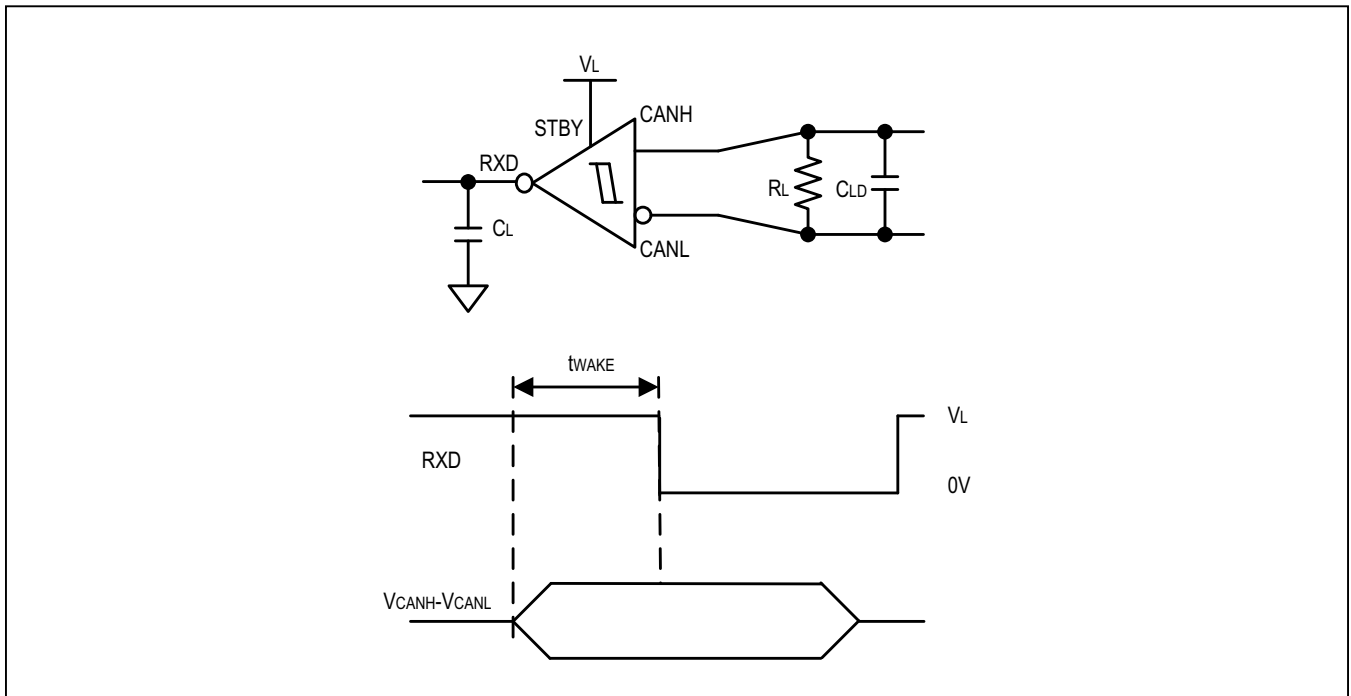 VL
STBY
CANH
RXD
RL
CLD
CL
CANL
tWAKE
VL
RXD
0V
VCANH-VCANL